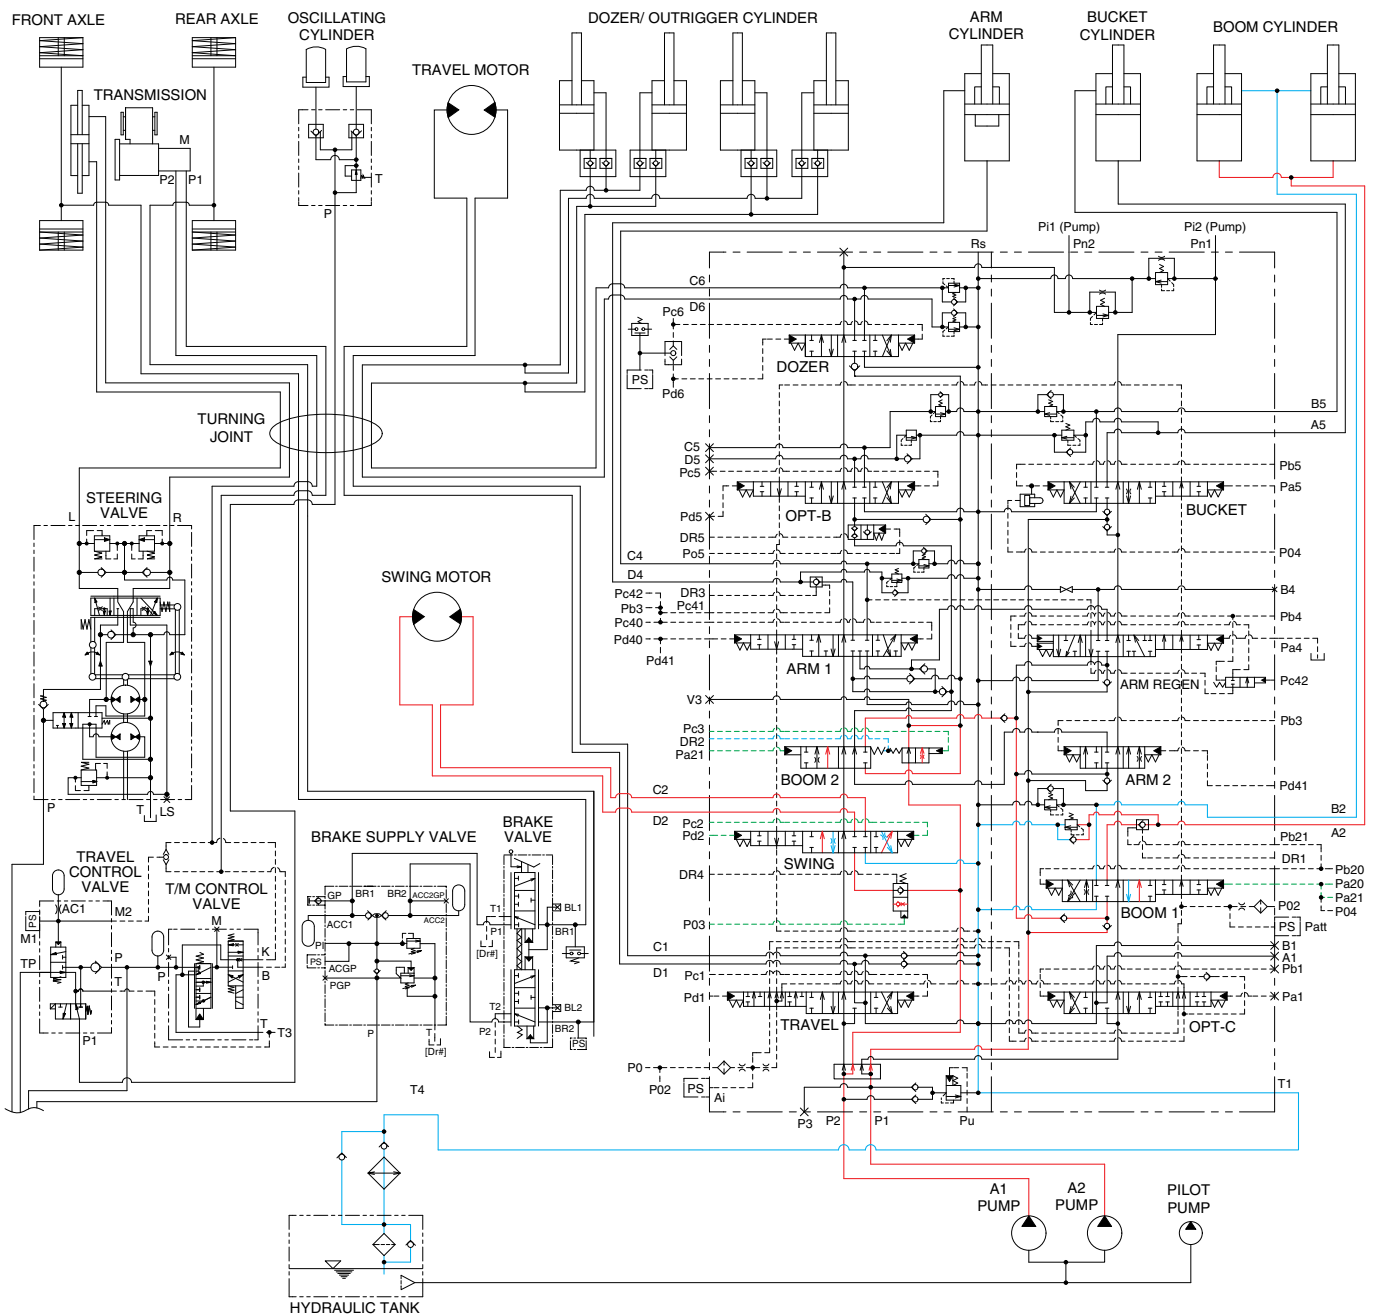 FRONT AXLE
REAR AXLE
OSCILLATING
CYLINDER
DOZER/ OUTRIGGER CYLINDER
ARM
CYLINDER
BUCKET
CYLINDER
BOOM CYLINDER
TRAVEL MOTOR
TRANSMISSION
M
P2 P1
T
P
Pi1 (Pump)
Pn2
Pi2 (Pump)
Pn1
Rs
C6
D6
Pc6
PS
Pd6
DOZER
TURNING
JOINT
B5
A5
C5
D5
Pc5
Pd5
OPT-B
BUCKET
Pb5
Pa5
P04
DR5
Po5
STEERING
VALVE
L
R
C4
D4
DR3
Pc42
Pb3
Pc41
Pc40
Pd40
Pd41
ARM 1
B4
Pb4
Pa4
ARM REGEN
Pc42
SWING MOTOR
V3
Pc3
DR2
Pa21
BOOM 2
Pb3
ARM 2
Pd41
P
T
LS
C2
D2
Pc2
Pd2
SWING
B2
A2
Pb21
DR1
Pb20
Pa20
Pa21
P04
BOOM 1
P02
PS
Patt
DR4
P03
TRAVEL
CONTROL
VALVE
T/M CONTROL
VALVE
BRAKE SUPPLY VALVE
BRAKE
VALVE
AC1
M2
PS
M1
TP
P
T
P1
M
K
B
P
T
T3
GP
BR1
BR2
ACC2GP
ACC1
ACC2
PI
PS
ACGP
PGP
P
T
[Dr#]
T1
P1
[Dr#]
BL1
BR1
T2
P2
BL2
BR2
PS
C1
D1
Pc1
Pd1
TRAVEL
B1
A1
Pb1
Pa1
OPT-C
P0
P02
PS
Ai
P3
P2
P1
Pu
T1
T4
A1
PUMP
A2
PUMP
PILOT
PUMP
HYDRAULIC TANK